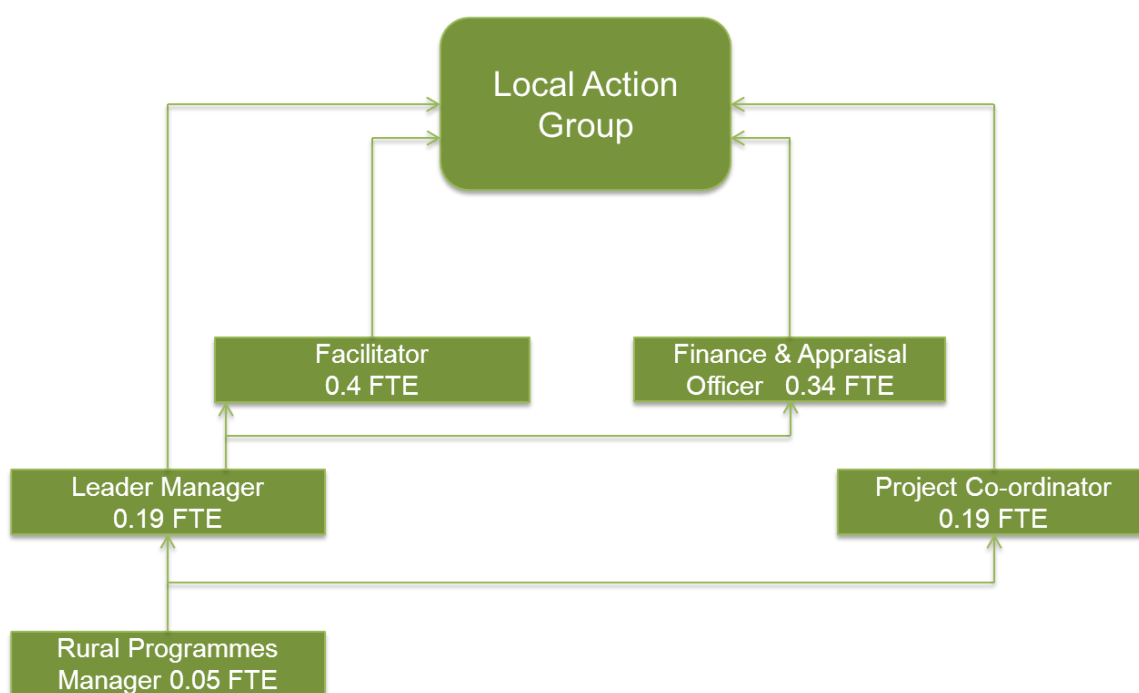 Local Action
Group
Facilitator
0.4 FTE
Finance & Appraisal
Officer 0.34 FTE
Leader Manager
0.19 FTE
Project Co-ordinator
0.19 FTE
Rural Programmes
Manager 0.05 FTE